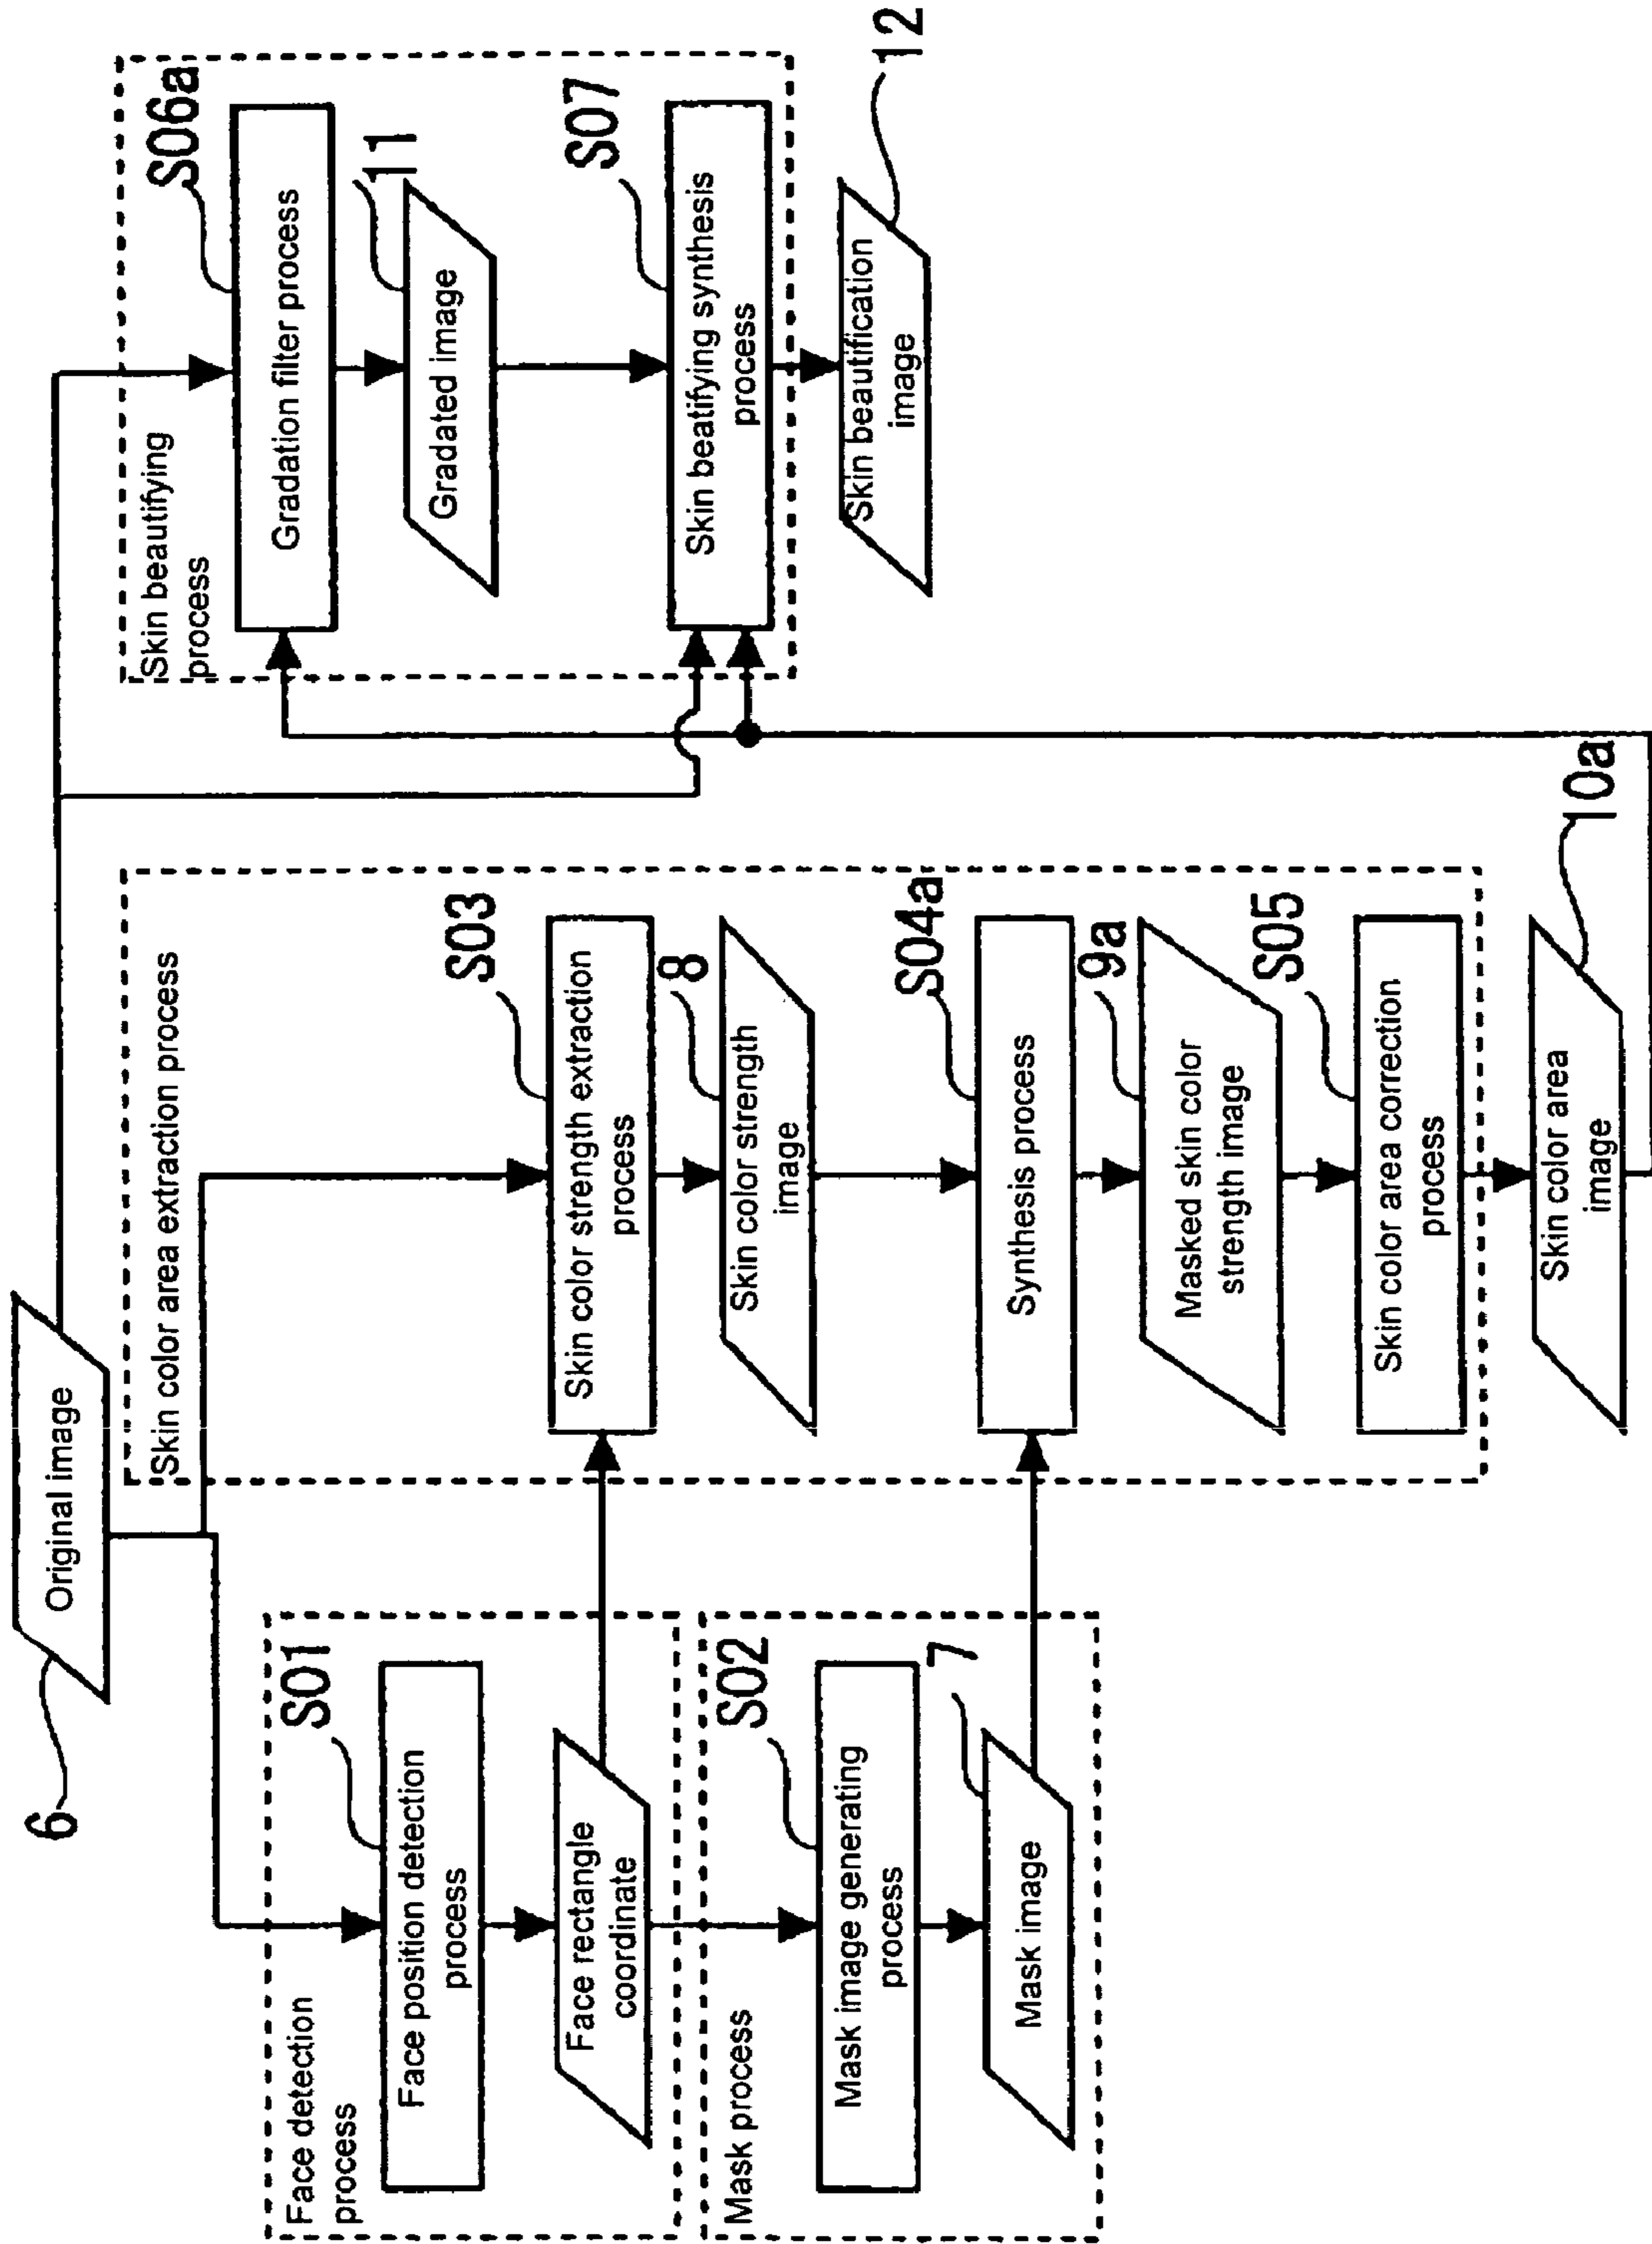 6
Original image
Face detection
process
S01
Face position detection
process
Face rectangle
coordinate
Mask process
S02
Mask image generating
process
7
Mask image
Skin color area extraction process
S03
Skin color strength extraction
process
8
Skin color strength
image
S04a
Synthesis process
9a
Masked skin color
strength image
S05
Skin color area correction
process
10a
Skin color area
image
Skin beautifying
process
S06a
Gradation filter process
11
Gradated image
S07
Skin beatifying synthesis
process
12
Skin beautification
image